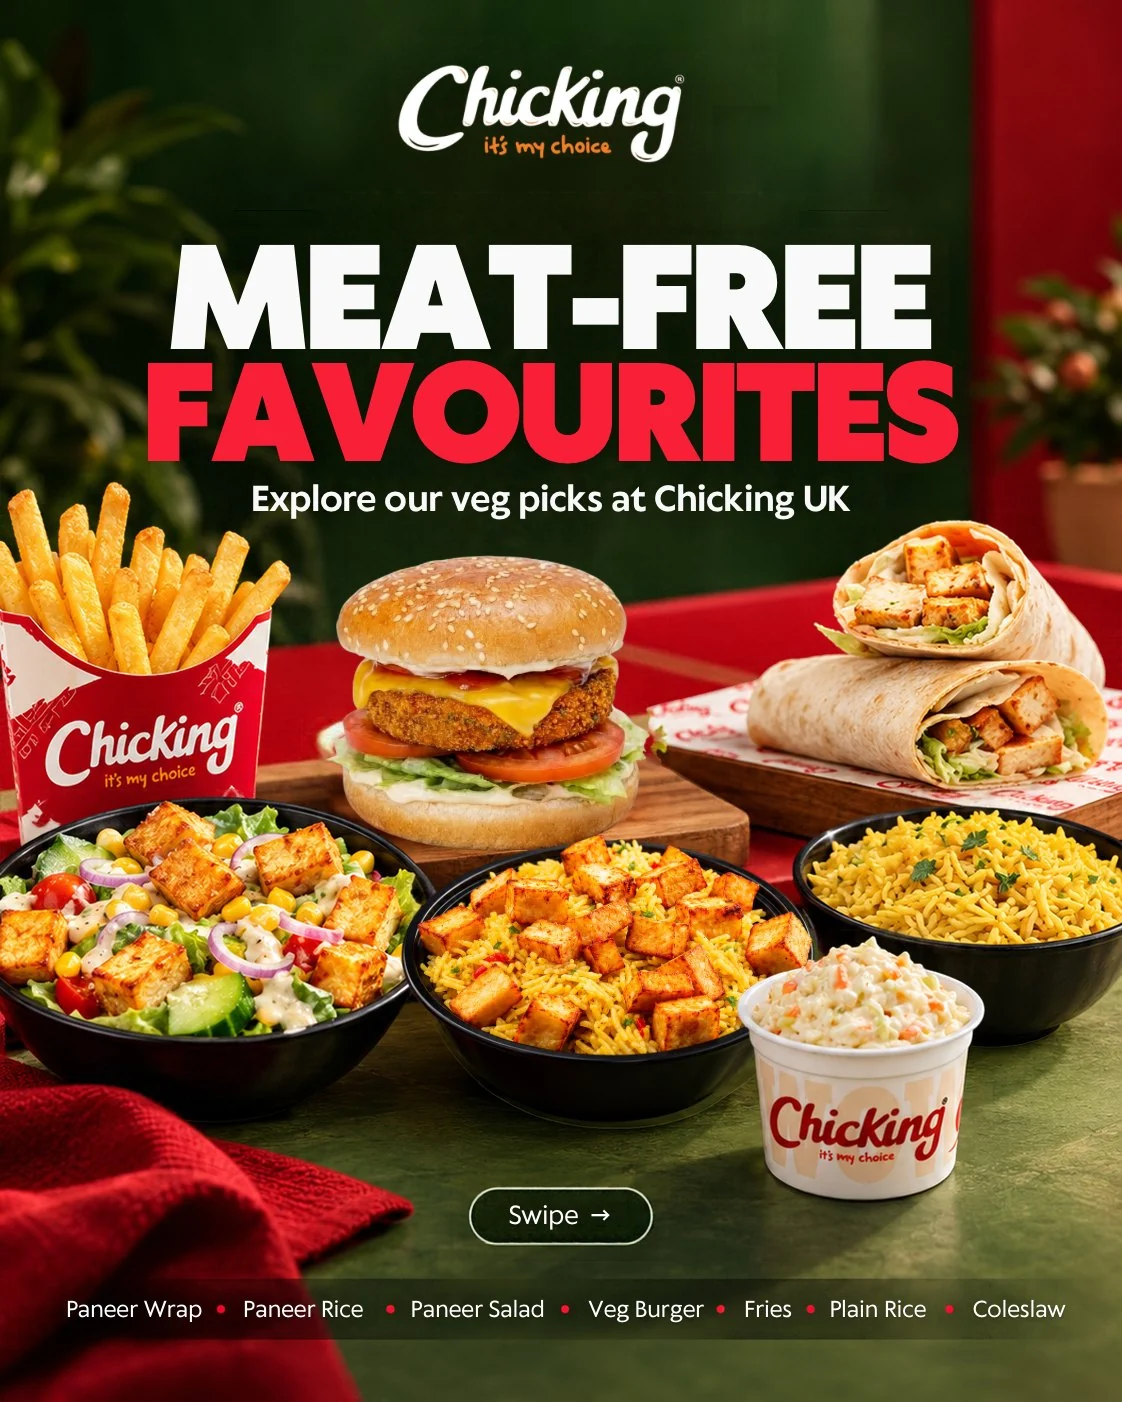 Chicking®
it's my choice
MEAT-FREE
FAVOURITES
Explore our veg picks at Chicking UK
Chicking®
it's my choice
Chicking®
it's my choice
Swipe →
Paneer Wrap • Paneer Rice • Paneer Salad • Veg Burger • Fries • Plain Rice • Coleslaw